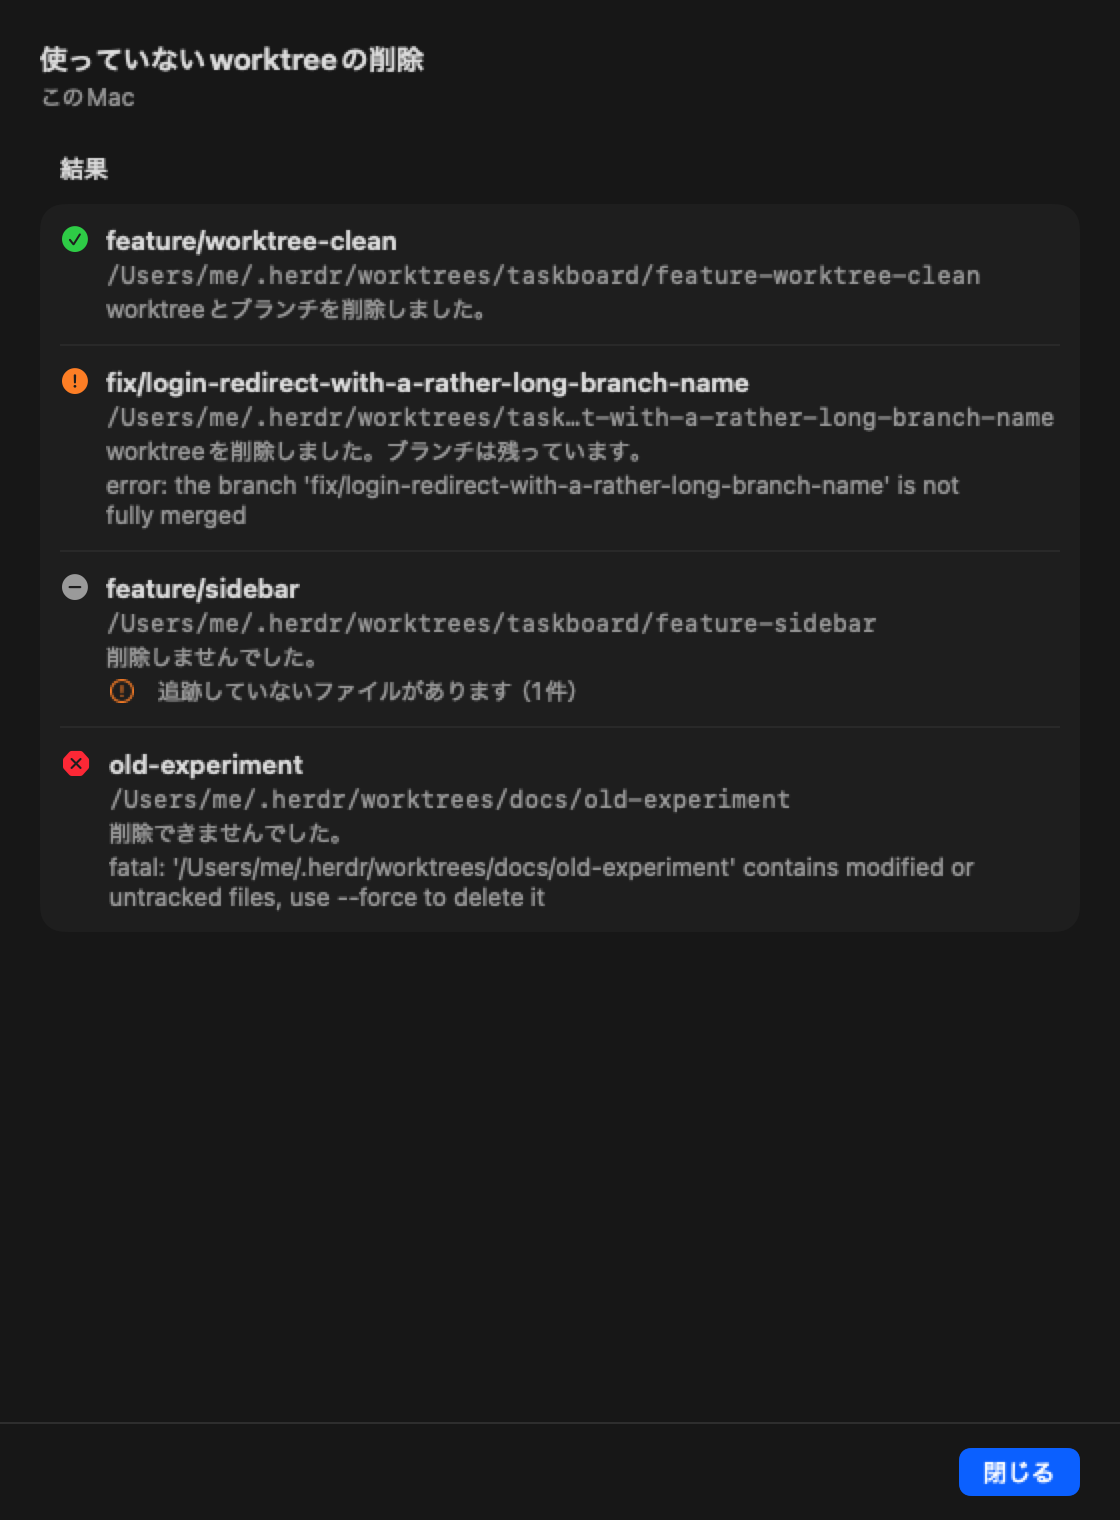 使っていないworktreeの削除
このMac
結果
feature/worktree-clean
/Users/me/.herdr/worktrees/taskboard/feature-worktree-clean
worktreeとブランチを削除しました。
fix/login-redirect-with-a-rather-long-branch-name
/Users/me/.herdr/worktrees/task…t-with-a-rather-long-branch-name
worktreeを削除しました。ブランチは残っています。
error: the branch 'fix/login-redirect-with-a-rather-long-branch-name' is not
fully merged
feature/sidebar
/Users/me/.herdr/worktrees/taskboard/feature-sidebar
削除しませんでした。
追跡していないファイルがあります（1件）
old-experiment
/Users/me/.herdr/worktrees/docs/old-experiment
削除できませんでした。
fatal: '/Users/me/.herdr/worktrees/docs/old-experiment' contains modified or
untracked files, use --force to delete it
閉じる